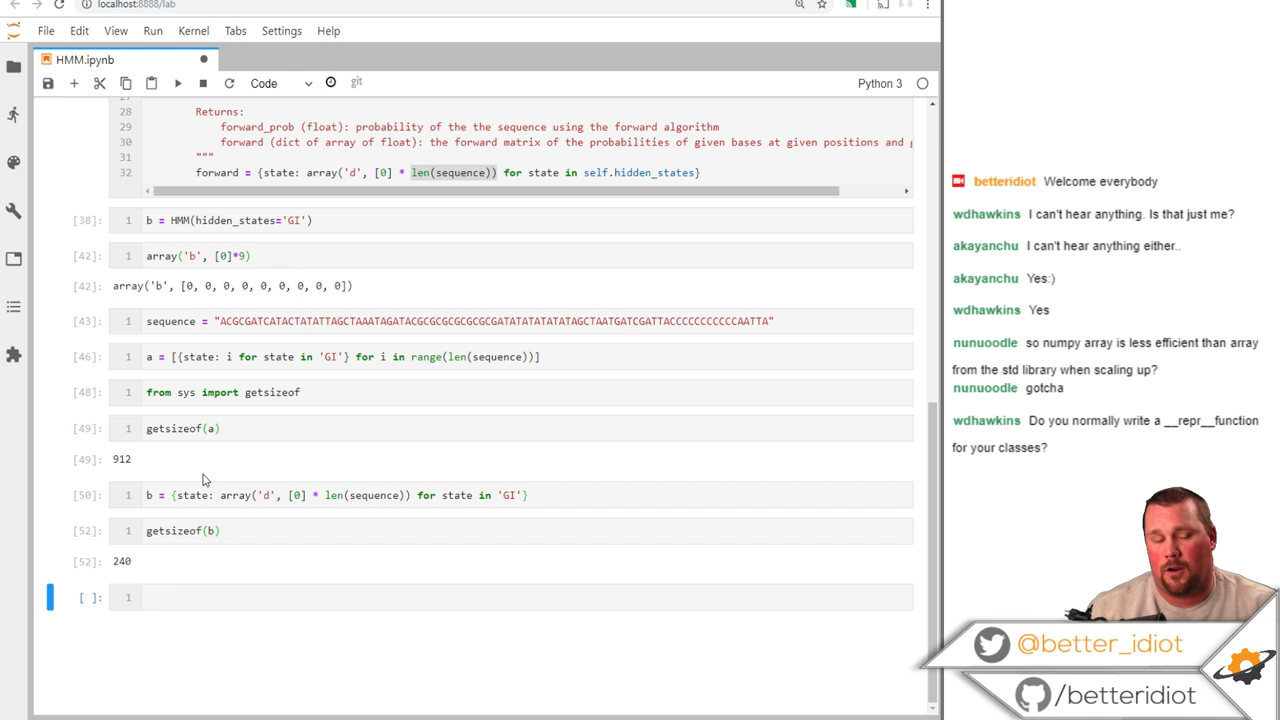 localhost:8888/lab
File Edit View Run Kernel Tabs Settings Help
HMM.ipynb
Code git Python 3
27
28 Returns:
29 forward_prob (float): probability of the the sequence using the forward algorithm
30 forward (dict of array of float): the forward matrix of the probabilities of given bases at given positions and
31 """
32 forward = {state: array('d', [0] * len(sequence)) for state in self.hidden_states}
[38]: 1 b = HMM(hidden_states='GI')
[42]: 1 array('b', [0]*9)
[42]: array('b', [0, 0, 0, 0, 0, 0, 0, 0, 0])
[43]: 1 sequence = "ACGCGATCATACTATATTAGCTAAATAGATACGCGCGCGCGCGATATATATATATAGCTAATGATCGATTACCCCCCCCCCCAATTA"
[46]: 1 a = [{state: i for state in 'GI'} for i in range(len(sequence))]
[48]: 1 from sys import getsizeof
[49]: 1 getsizeof(a)
[49]: 912
[50]: 1 b = {state: array('d', [0] * len(sequence)) for state in 'GI'}
[52]: 1 getsizeof(b)
[52]: 240
[ ]: 1
betteridiot Welcome everybody
wdhawkins I can't hear anything. Is that just me?
akayanchu I can't hear anything either..
akayanchu Yes:)
wdhawkins Yes
nunuoodle so numpy array is less efficient than array
from the std library when scaling up?
nunuoodle gotcha
wdhawkins Do you normally write a __repr__function
for your classes?
@better_idiot
/betteridiot